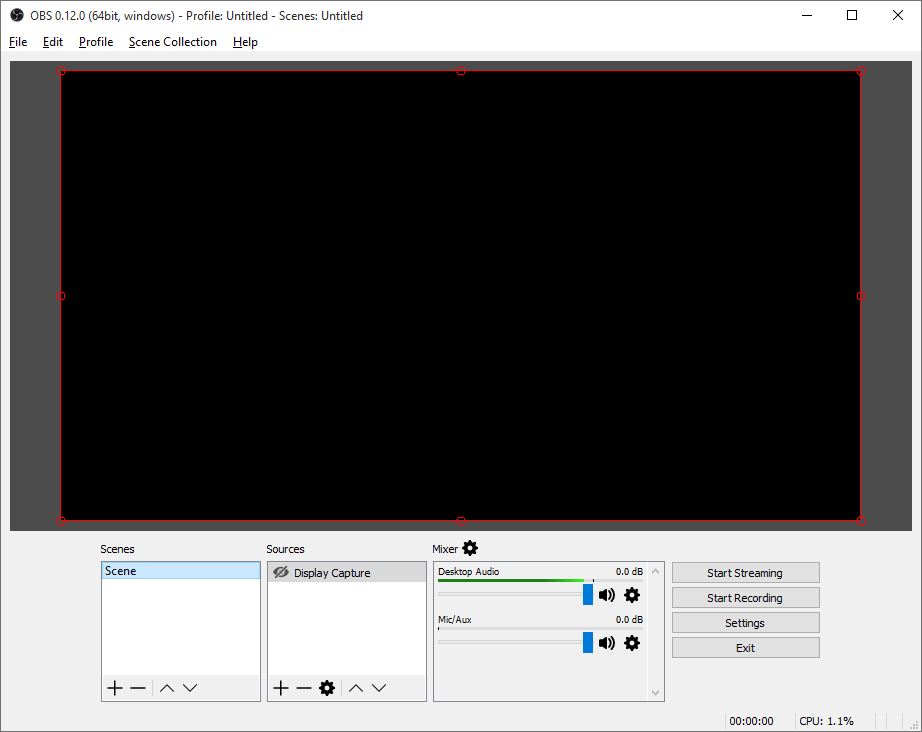 OBS 0.12.0 (64bit, windows) - Profile: Untitled - Scenes: Untitled
File Edit Profile Scene Collection Help
Scenes
Scene
Sources
Display Capture
Mixer
Desktop Audio 0.0 dB
Mic/Aux 0.0 dB
Start Streaming
Start Recording
Settings
Exit
00:00:00 CPU: 1.1%